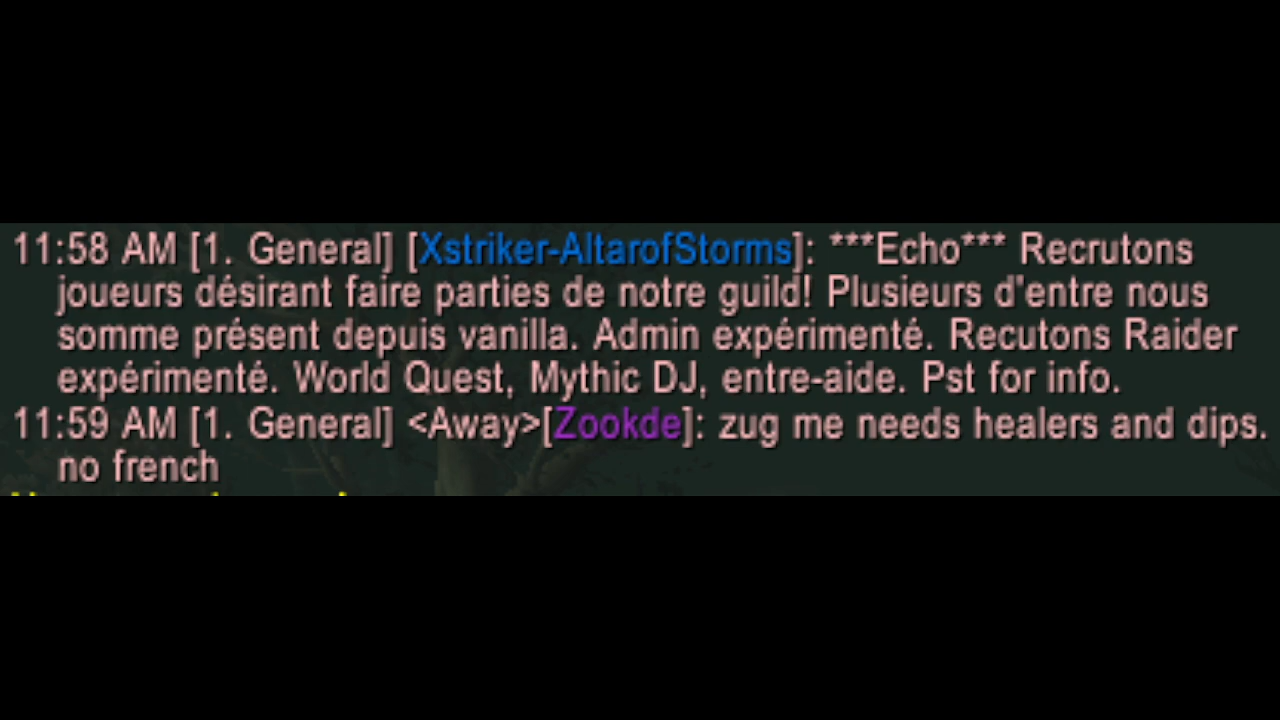 11:58 AM [1. General] [Xstriker-AltarofStorms]: ***Echo*** Recrutons
joueurs désirant faire parties de notre guild! Plusieurs d'entre nous
somme présent depuis vanilla. Admin expérimenté. Recutons Raider
expérimenté. World Quest, Mythic DJ, entre-aide. Pst for info.
11:59 AM [1. General] <Away>[Zookde]: zug me needs healers and dips.
no french